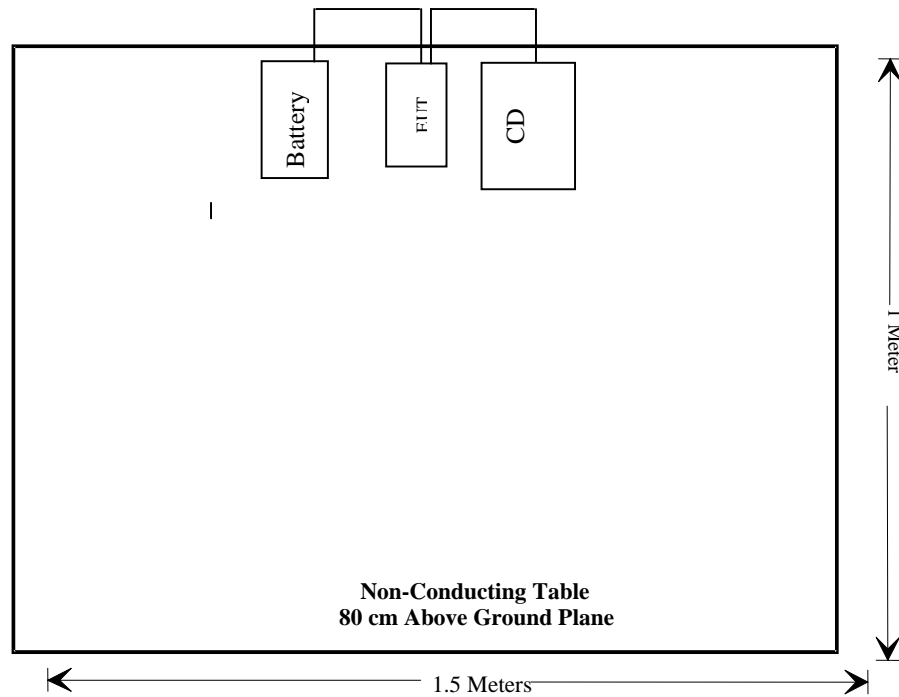 Battery
EUT
CD
1 Meter
Non-Conducting Table
80 cm Above Ground Plane
1.5 Meters